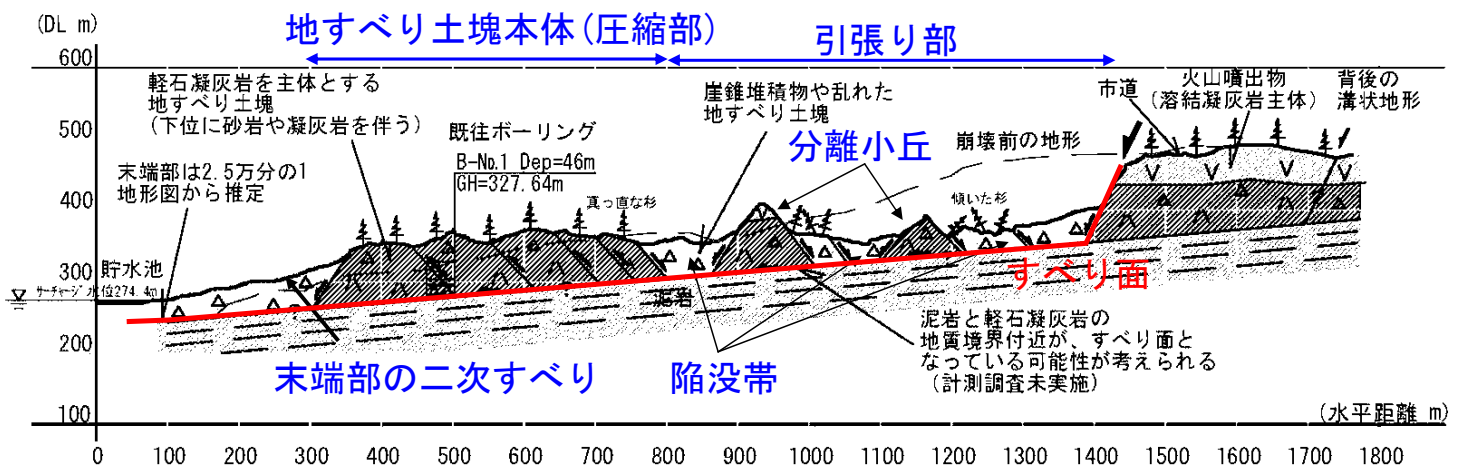 地すべり土塊本体(圧縮部)
引張り部
(DL m)
600
500
400
300
200
100
軽石凝灰岩を主体とする
地すべり土塊
(下位に砂岩や凝灰岩を伴う)
末端部は2.5万分の1
地形図から推定
既往ボーリング
B-No.1 Dep=46m
GH=327.64m
真っ直な杉
崖錐堆積物や乱れた
地すべり土塊
分離小丘
崩壊前の地形
傾いた杉
市道
火山噴出物
(溶結凝灰岩主体)
背後の
溝状地形
貯水池
サーチャージ水位274.4m
泥岩
すべり面
末端部の二次すべり
陥没帯
泥岩と軽石凝灰岩の
地質境界付近が、すべり面と
なっている可能性が考えられる
(計測調査未実施)
(水平距離 m)
0 100 200 300 400 500 600 700 800 900 1000 1100 1200 1300 1400 1500 1600 1700 1800